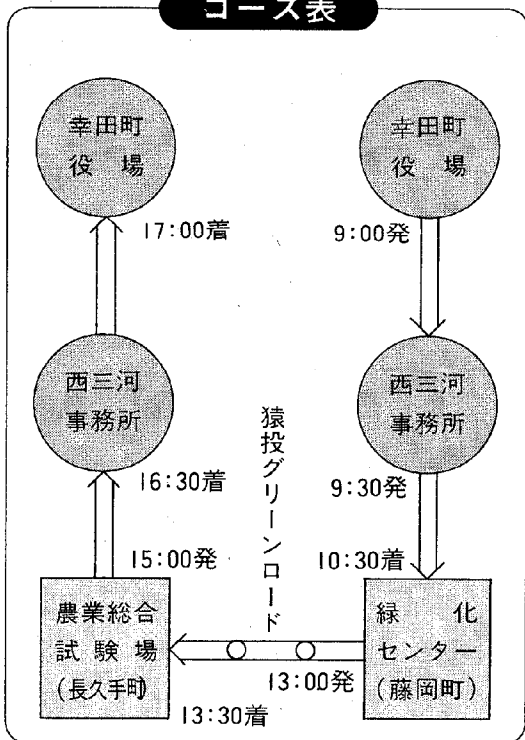 コース表
幸田町
役場
9:00発
西三河
事務所
9:30発
10:30着
緑化
センター
(藤岡町)
13:00発
猿投グリーンロード
13:30着
農業総合
試験場
(長久手町)
15:00発
16:30着
西三河
事務所
17:00着
幸田町
役場